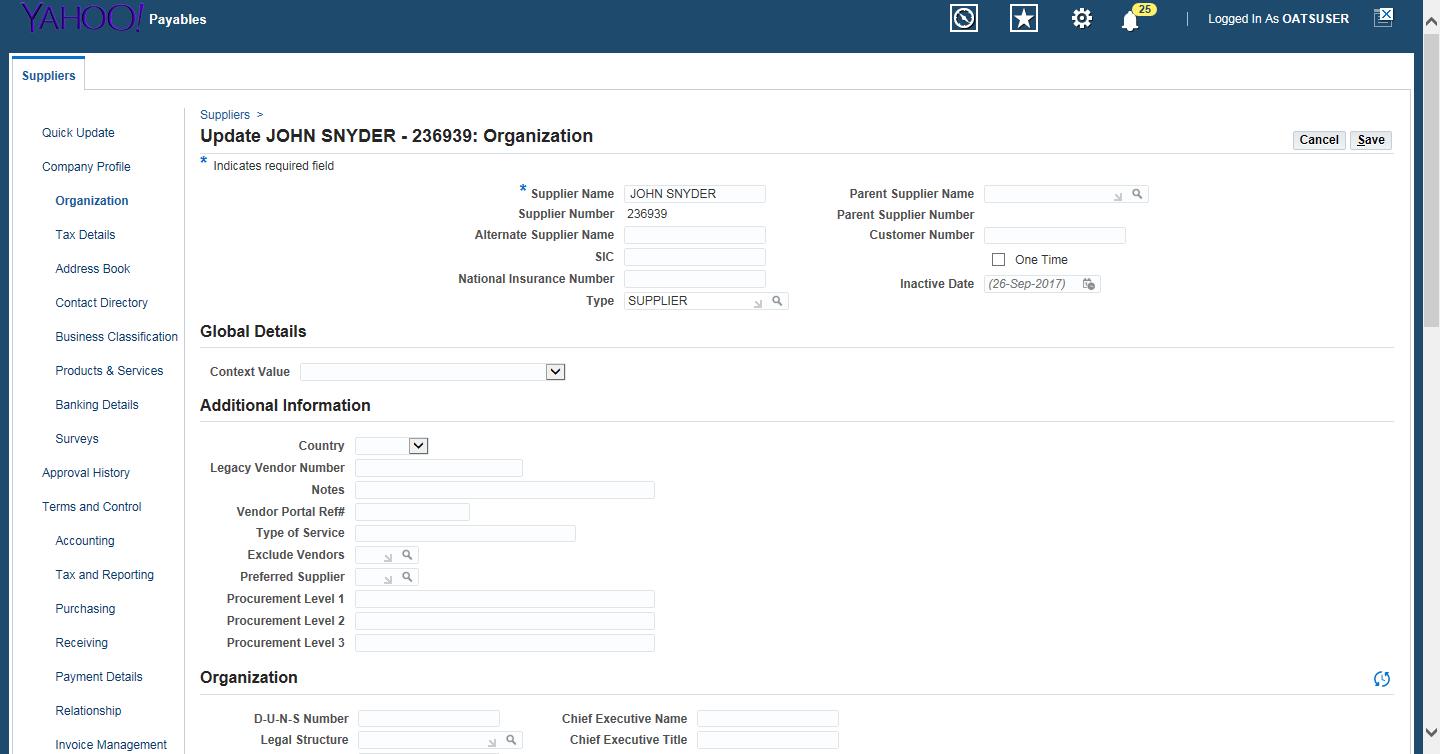 YAHOO! Payables
25
Logged In As OATSUSER
Suppliers
Quick Update
Company Profile
Organization
Tax Details
Address Book
Contact Directory
Business Classification
Products & Services
Banking Details
Surveys
Approval History
Terms and Control
Accounting
Tax and Reporting
Purchasing
Receiving
Payment Details
Relationship
Invoice Management
Suppliers >
Update JOHN SNYDER - 236939: Organization
Cancel
Save
* Indicates required field
* Supplier Name JOHN SNYDER
Supplier Number 236939
Alternate Supplier Name
SIC
National Insurance Number
Type SUPPLIER
Parent Supplier Name
Parent Supplier Number
Customer Number
One Time
Inactive Date (26-Sep-2017)
Global Details
Context Value
Additional Information
Country
Legacy Vendor Number
Notes
Vendor Portal Ref#
Type of Service
Exclude Vendors
Preferred Supplier
Procurement Level 1
Procurement Level 2
Procurement Level 3
Organization
D-U-N-S Number
Legal Structure
Chief Executive Name
Chief Executive Title